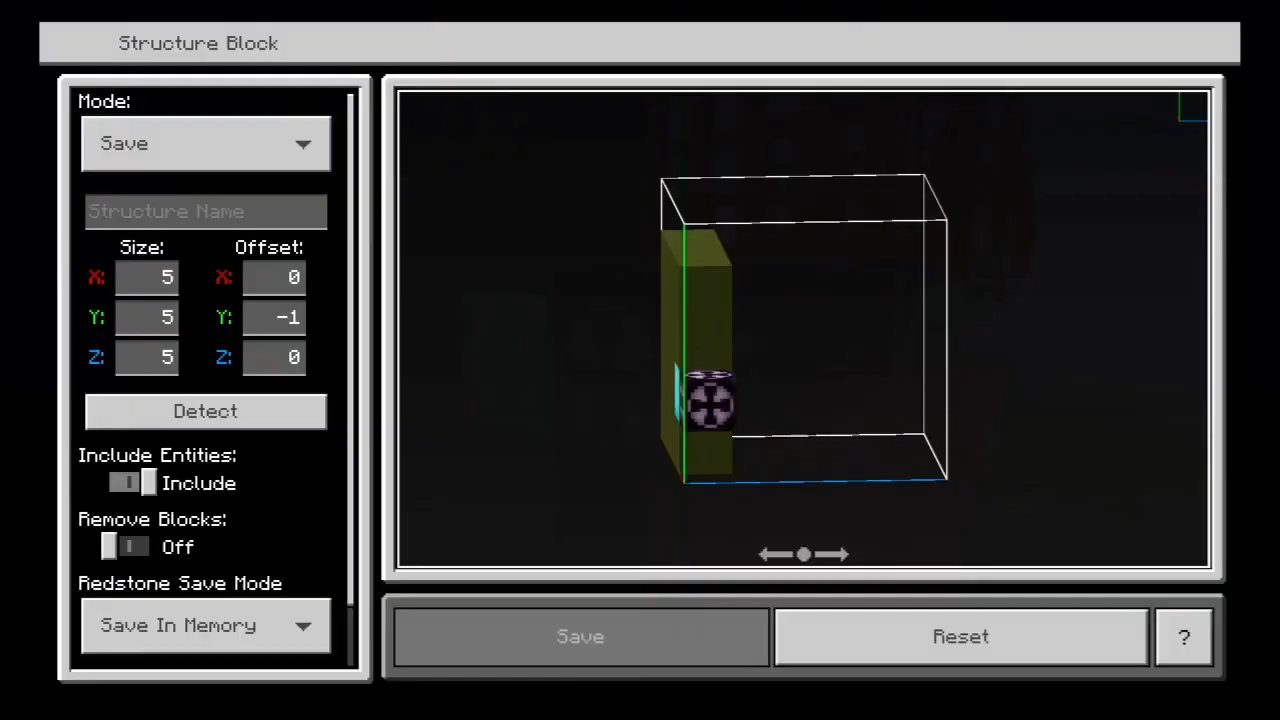 Structure Block
Mode:
Save
Structure Name
Size: Offset:
X: 5 X: 0
Y: 5 Y: -1
Z: 5 Z: 0
Detect
Include Entities:
Include
Remove Blocks:
Off
Redstone Save Mode
Save In Memory
Save Reset ?